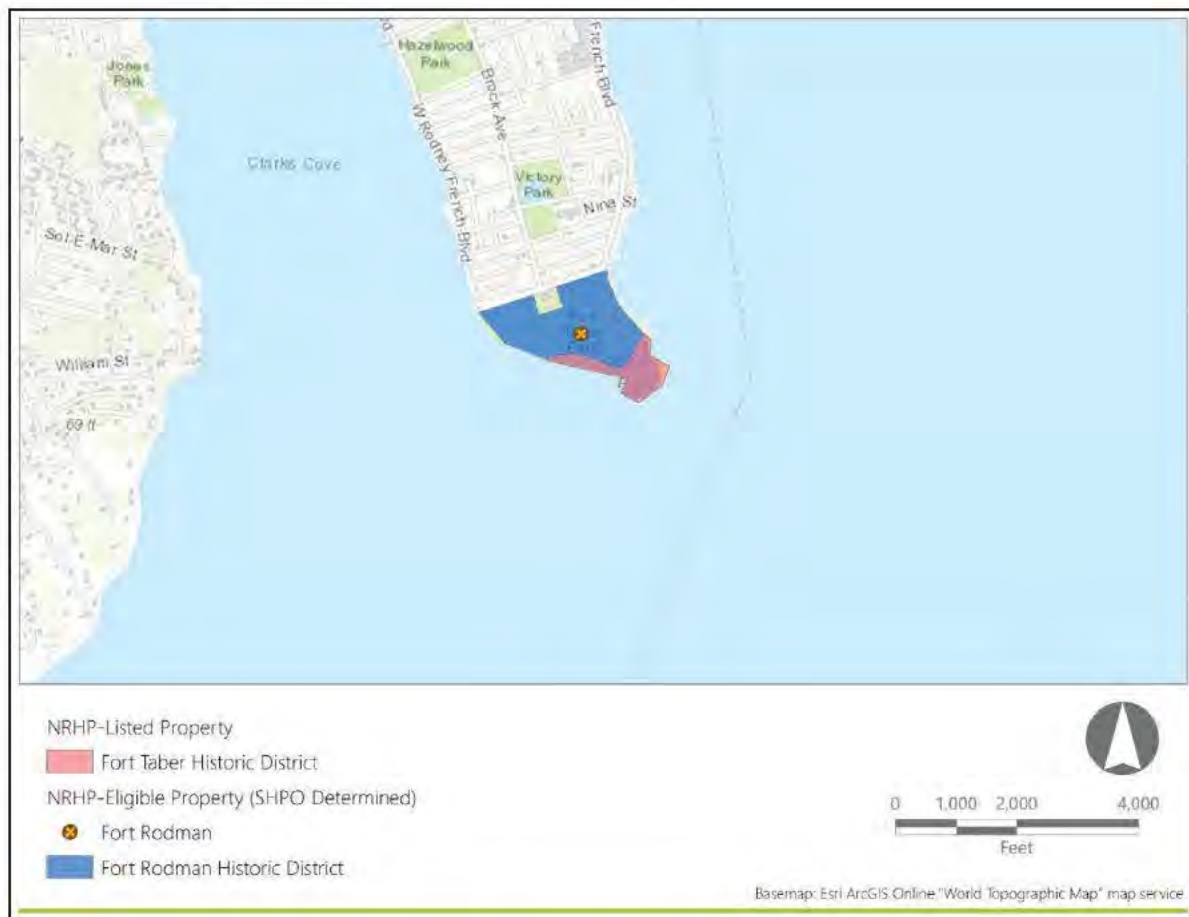 Hazelwood
Park
Jones
Park
Brock Ave
French Blvd
W Rodney French Blvd
Clarks Cove
Victory
Park
Nina St
Sol-E-Mar St
William St
69 ft
NRHP-Listed Property
Fort Taber Historic District
NRHP-Eligible Property (SHPO Determined)
Fort Rodman
Fort Rodman Historic District
0 1,000 2,000 4,000
Feet
Basemap: Esri ArcGIS Online "World Topographic Map" map service